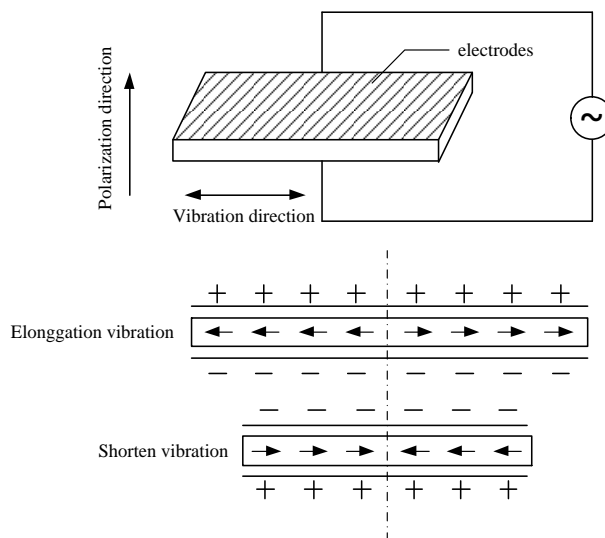 electrodes
Polarization direction
~
Vibration direction
+ + + + + + + +
Elonggation vibration
− − − − − − − −
− − − − − −
Shorten vibration
+ + + + + +